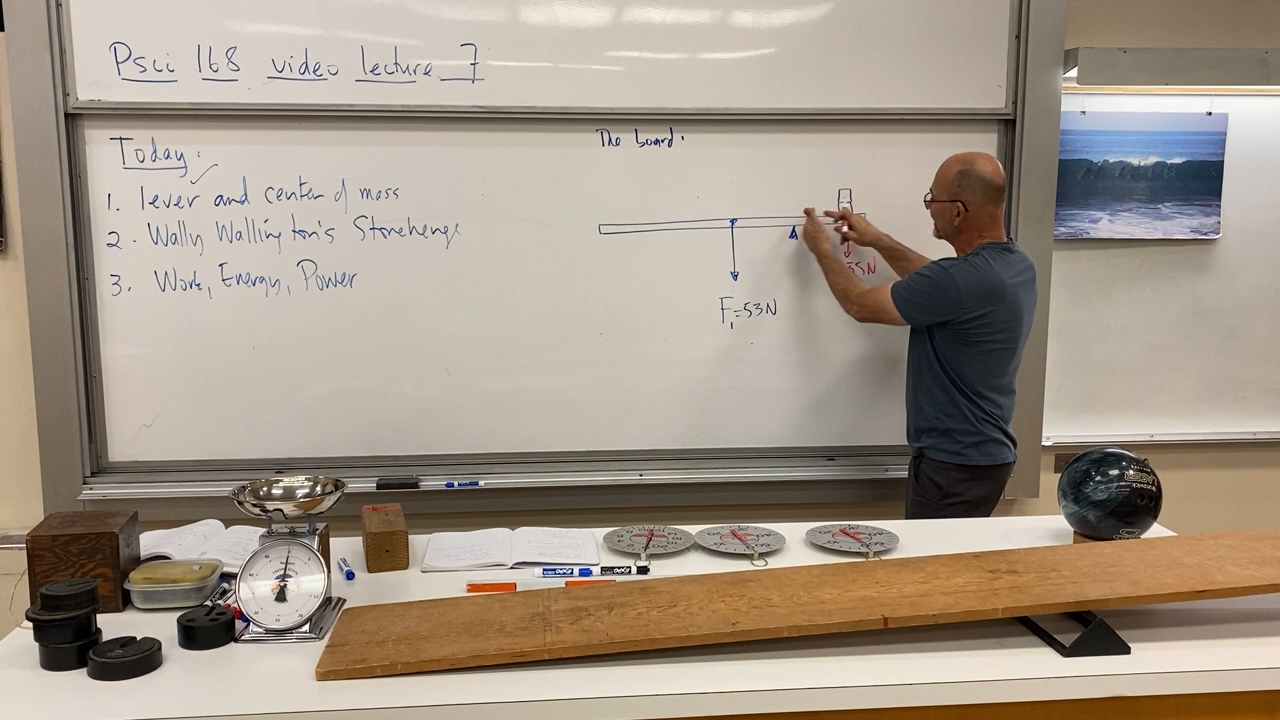 Psci 168 video lecture 7
Today:
1. lever and center of mass
2. Wally Wallington's Stonehenge
3. Work, Energy, Power
The board:
F₁=53N
35N